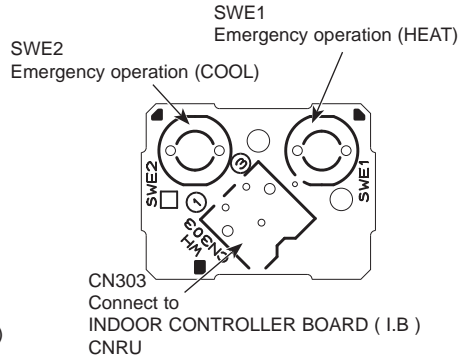 SWE1
Emergency operation (HEAT)
SWE2
Emergency operation (COOL)
SWE2
3
SWE1
1
CN303
WH
CN303
Connect to
INDOOR CONTROLLER BOARD ( I.B )
CNRU
)